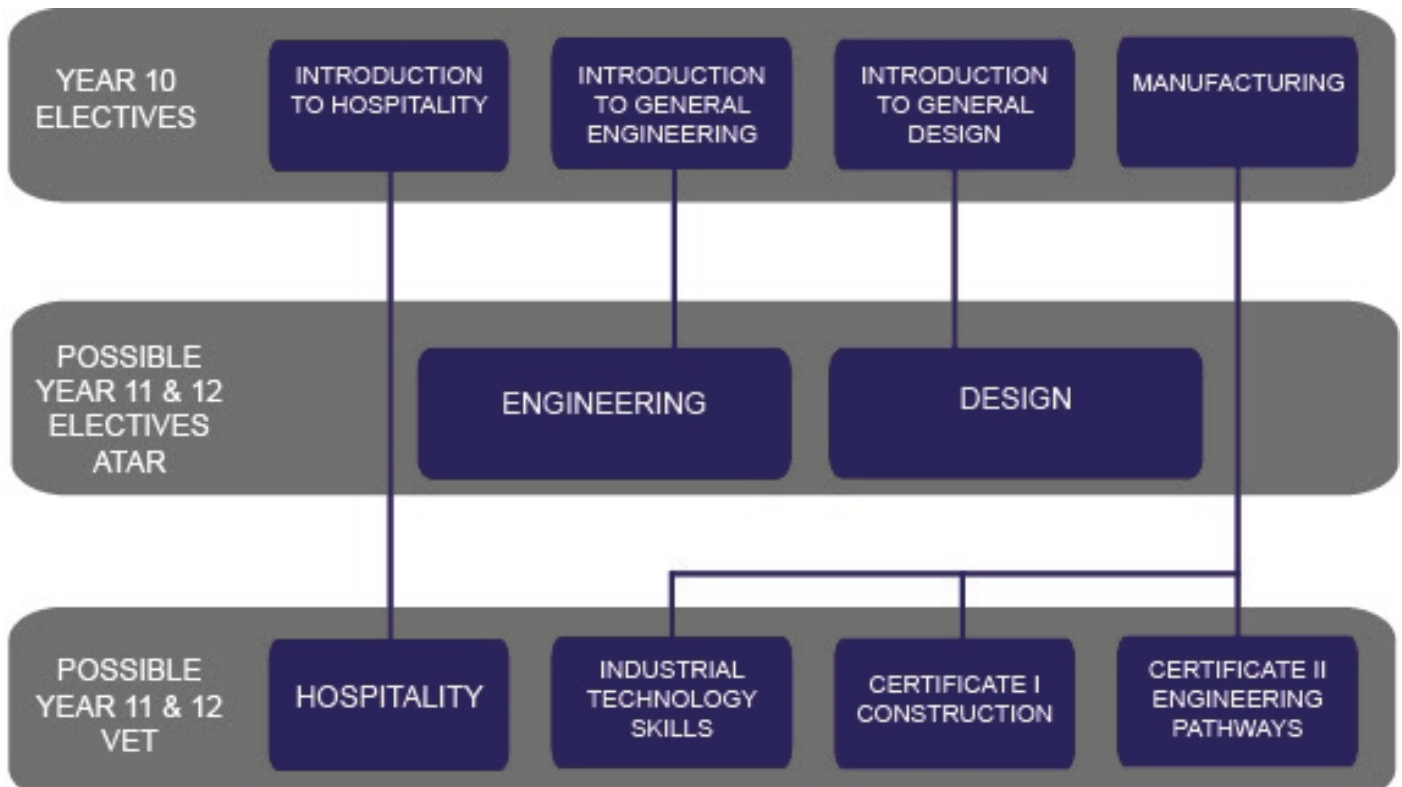 YEAR 10
ELECTIVES
INTRODUCTION
TO HOSPITALITY
INTRODUCTION
TO GENERAL
ENGINEERING
INTRODUCTION
TO GENERAL
DESIGN
MANUFACTURING
POSSIBLE
YEAR 11 & 12
ELECTIVES
ATAR
ENGINEERING
DESIGN
POSSIBLE
YEAR 11 & 12
VET
HOSPITALITY
INDUSTRIAL
TECHNOLOGY
SKILLS
CERTIFICATE I
CONSTRUCTION
CERTIFICATE II
ENGINEERING
PATHWAYS